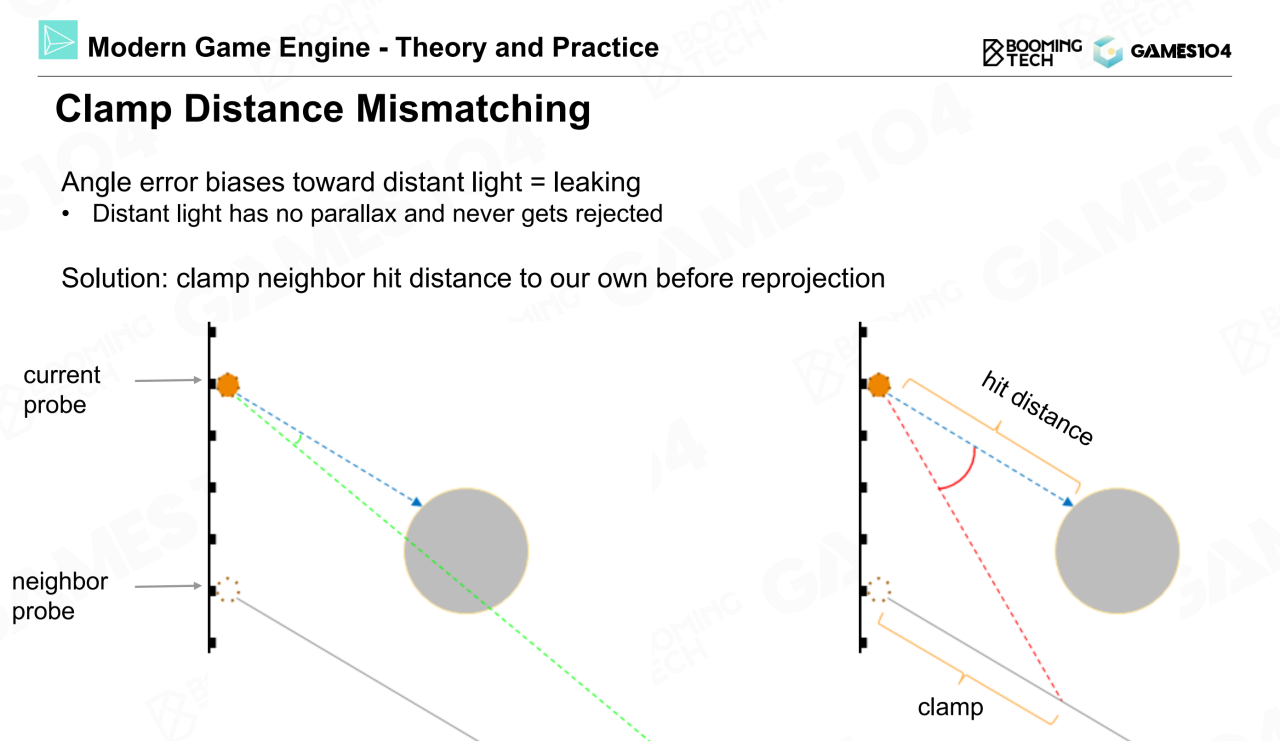 Modern Game Engine - Theory and Practice
BOOMING
TECH
GAMES104
Clamp Distance Mismatching
Angle error biases toward distant light = leaking
• Distant light has no parallax and never gets rejected
Solution: clamp neighbor hit distance to our own before reprojection
current
probe
neighbor
probe
hit distance
clamp